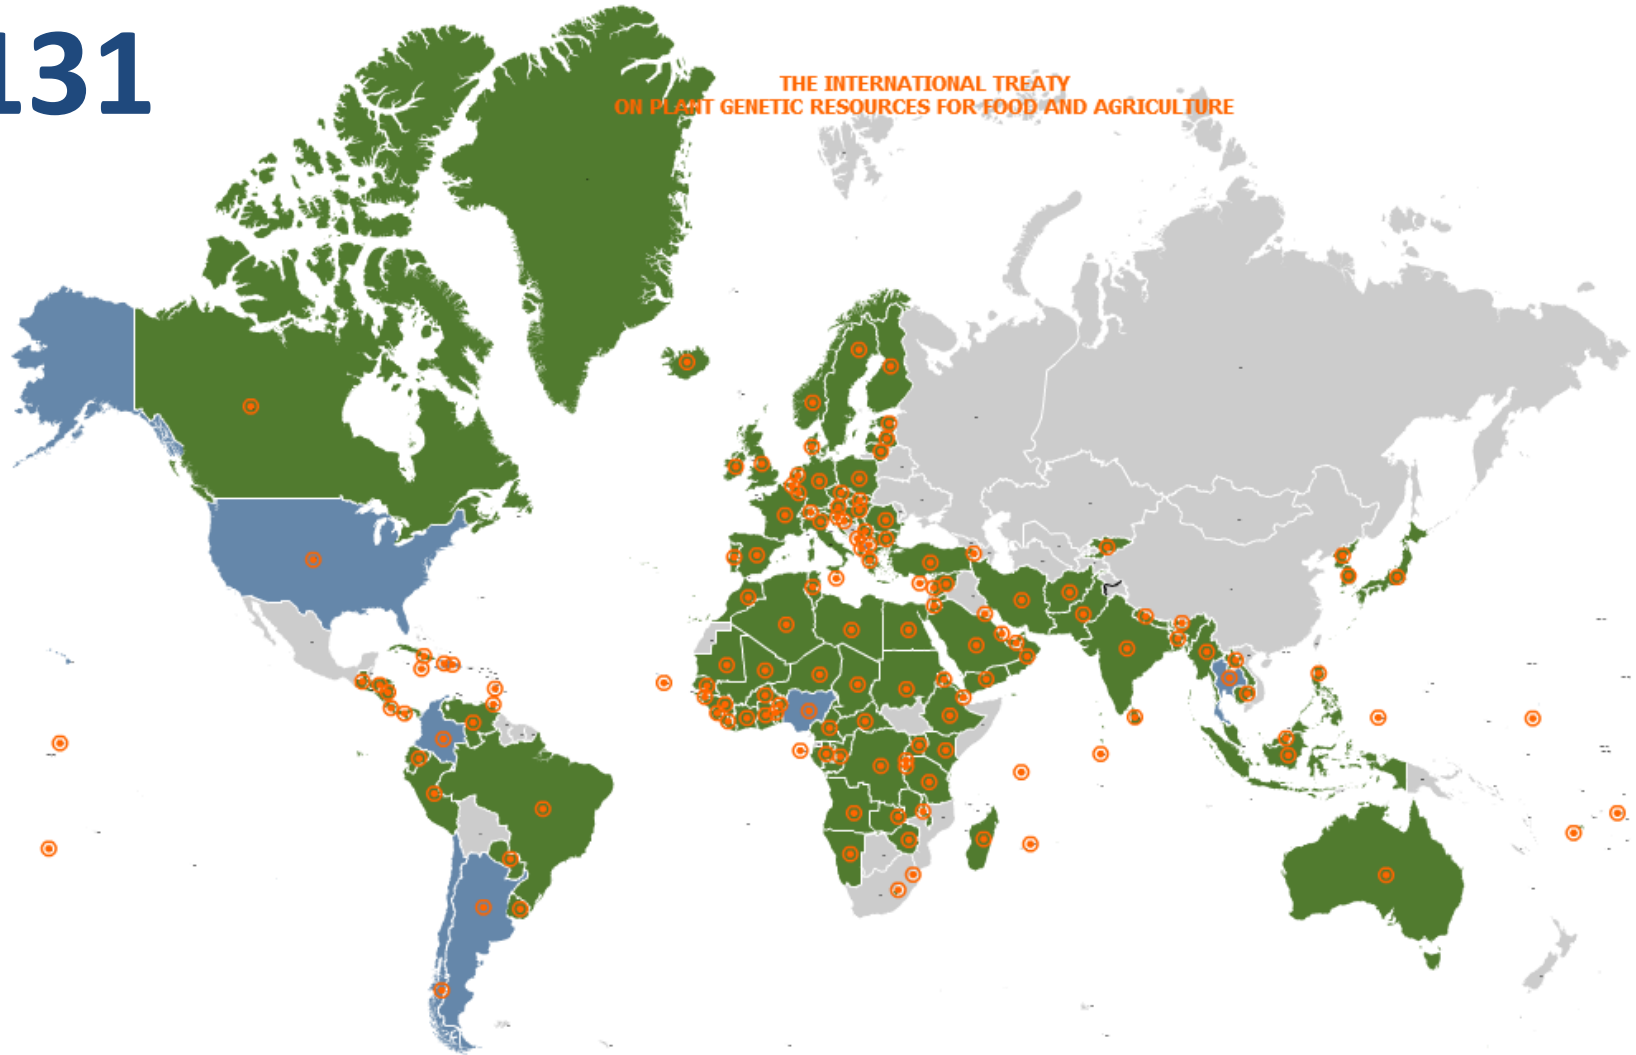 131
THE INTERNATIONAL TREATY
ON PLANT GENETIC RESOURCES FOR FOOD AND AGRICULTURE